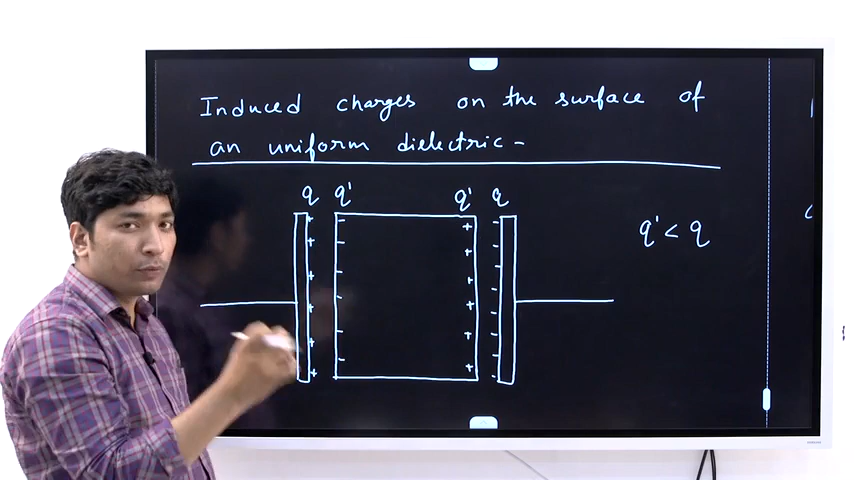 Induced charges on the surface of
an uniform dielectric -
q q' q' q
q' < q